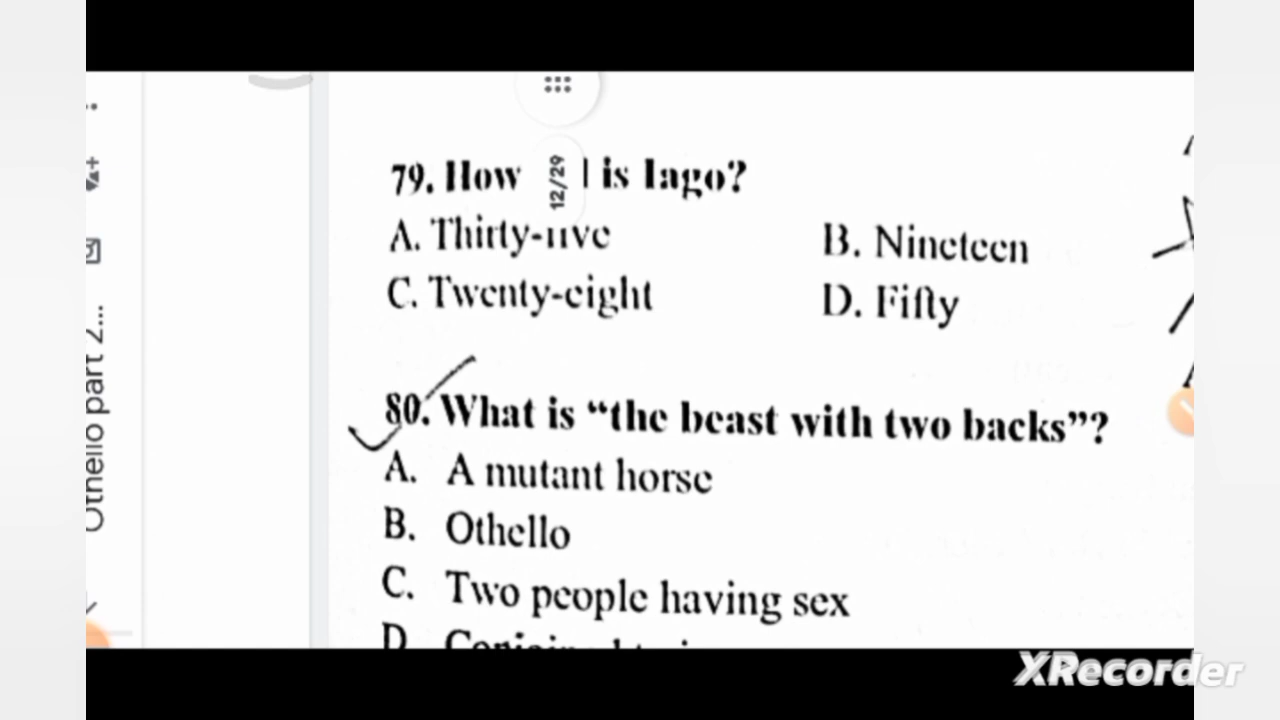 79. How is Iago?
A. Thirty-five
B. Nineteen
C. Twenty-eight
D. Fifty
80. What is “the beast with two backs”?
A. A mutant horse
B. Othello
C. Two people having sex
D.
12/29
Othello part 2...
XRecorder